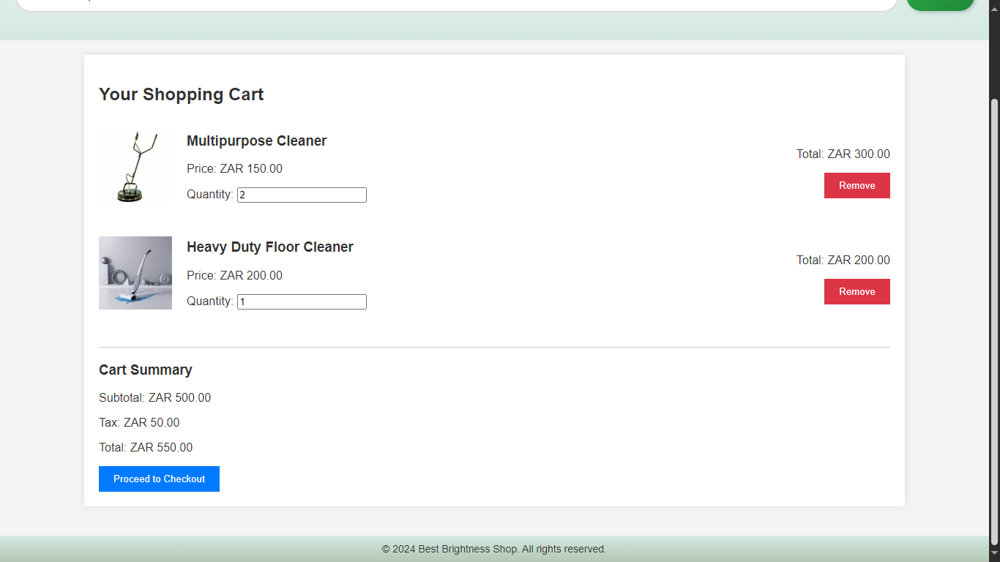 Your Shopping Cart
Multipurpose Cleaner
Price: ZAR 150.00
Quantity: 2
Total: ZAR 300.00
Remove
Heavy Duty Floor Cleaner
Price: ZAR 200.00
Quantity: 1
Total: ZAR 200.00
Remove
Cart Summary
Subtotal: ZAR 500.00
Tax: ZAR 50.00
Total: ZAR 550.00
Proceed to Checkout
© 2024 Best Brightness Shop. All rights reserved.